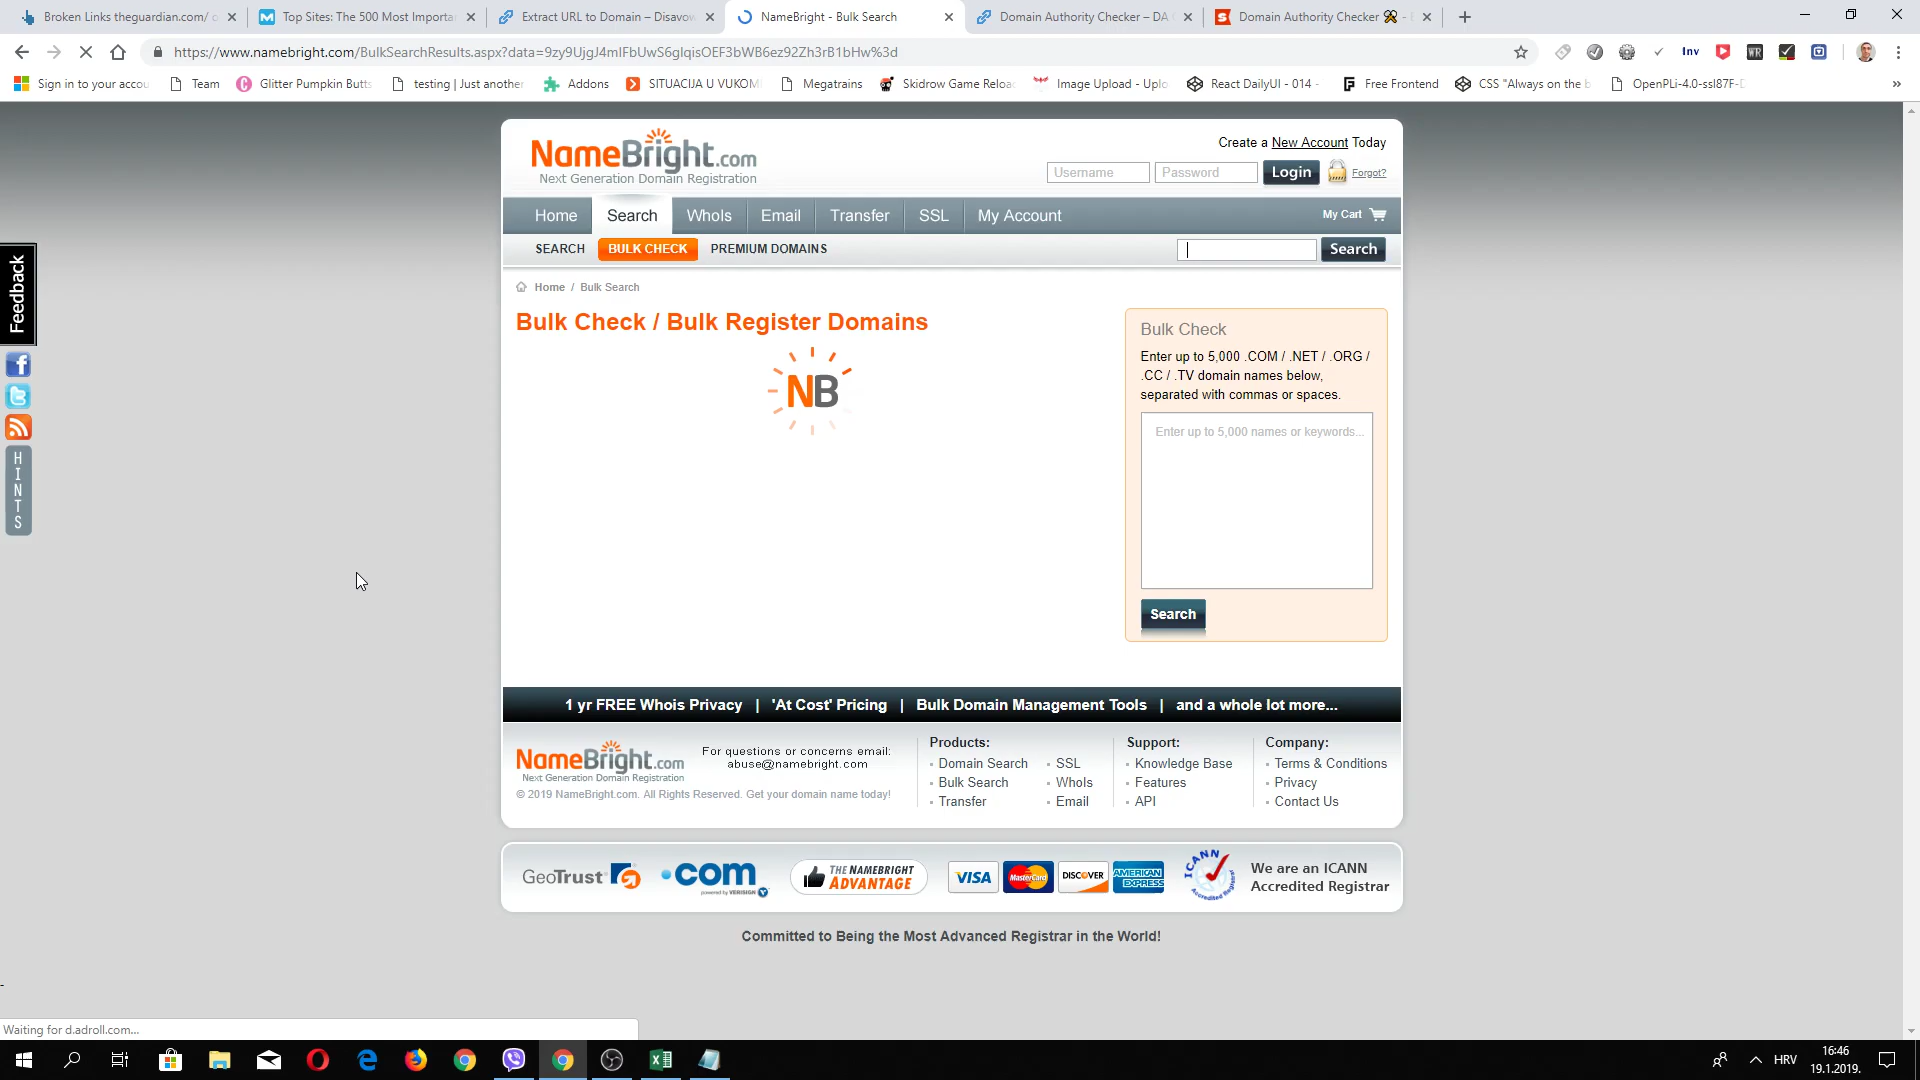 Broken Links theguardian.com/ o
Top Sites: The 500 Most Importa
Extract URL to Domain – Disavow
NameBright - Bulk Search
Domain Authority Checker – DA C
Domain Authority Checker
https://www.namebright.com/BulkSearchResults.aspx?data=9zy9UjgJ4mIFbUwS6glqisOEF3bWB6ez92Zh3rB1bHw%3d
Inv
WR
Sign in to your accou
Team
Glitter Pumpkin Butts
testing | Just another
Addons
SITUACIJA U VUKOM
Megatrains
Skidrow Game Reloa
Image Upload - Uplo
React DailyUI - 014 -
Free Frontend
CSS "Always on the b
OpenPLi-4.0-ssl87F-D
»
NameBright.com
Next Generation Domain Registration
Create a New Account Today
Username
Password
Login
Forgot?
Home
Search
WhoIs
Email
Transfer
SSL
My Account
My Cart
SEARCH
BULK CHECK
PREMIUM DOMAINS
Search
Feedback
HINTS
Home / Bulk Search
Bulk Check / Bulk Register Domains
NB
Bulk Check
Enter up to 5,000 .COM / .NET / .ORG /
.CC / .TV domain names below,
separated with commas or spaces.
Enter up to 5,000 names or keywords...
Search
1 yr FREE Whois Privacy | 'At Cost' Pricing | Bulk Domain Management Tools | and a whole lot more...
NameBright.com
Next Generation Domain Registration
For questions or concerns email:
abuse@namebright.com
© 2019 NameBright.com. All Rights Reserved. Get your domain name today!
Products:
Domain Search
Bulk Search
Transfer
SSL
WhoIs
Email
Support:
Knowledge Base
Features
API
Company:
Terms & Conditions
Privacy
Contact Us
GeoTrust
.com
powered by VERISIGN
THE NAMEBRIGHT
ADVANTAGE
VISA
MasterCard
DISCOVER
AMERICAN
EXPRESS
ICANN
Accredited Registrar
We are an ICANN
Accredited Registrar
Committed to Being the Most Advanced Registrar in the World!
-
Waiting for d.adroll.com...
HRV
16:46
19.1.2019.